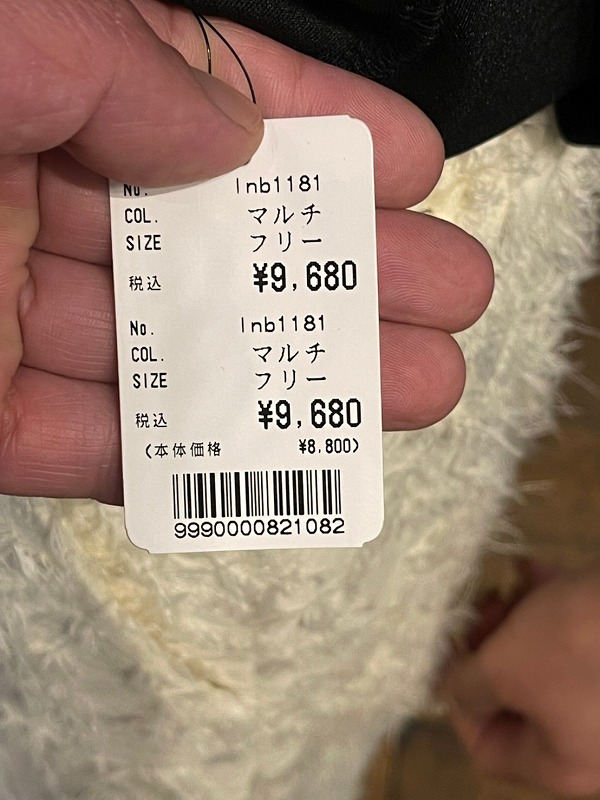 No. lnb1181
COL. マルチ
SIZE フリー
税込 ¥9,680
No. lnb1181
COL. マルチ
SIZE フリー
税込 ¥9,680
(本体価格 ¥8,800)
9990000821082